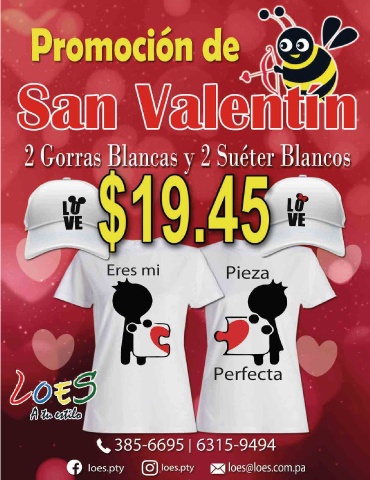 Promoción de
San Valentín
2 Gorras Blancas y 2 Suéter Blancos
$19.45
LOVE
LOVE
Eres mi
Pieza
Perfecta
LOES
A tu estilo
385-6695 | 6315-9494
loes.pty
loes.pty
loes@loes.com.pa